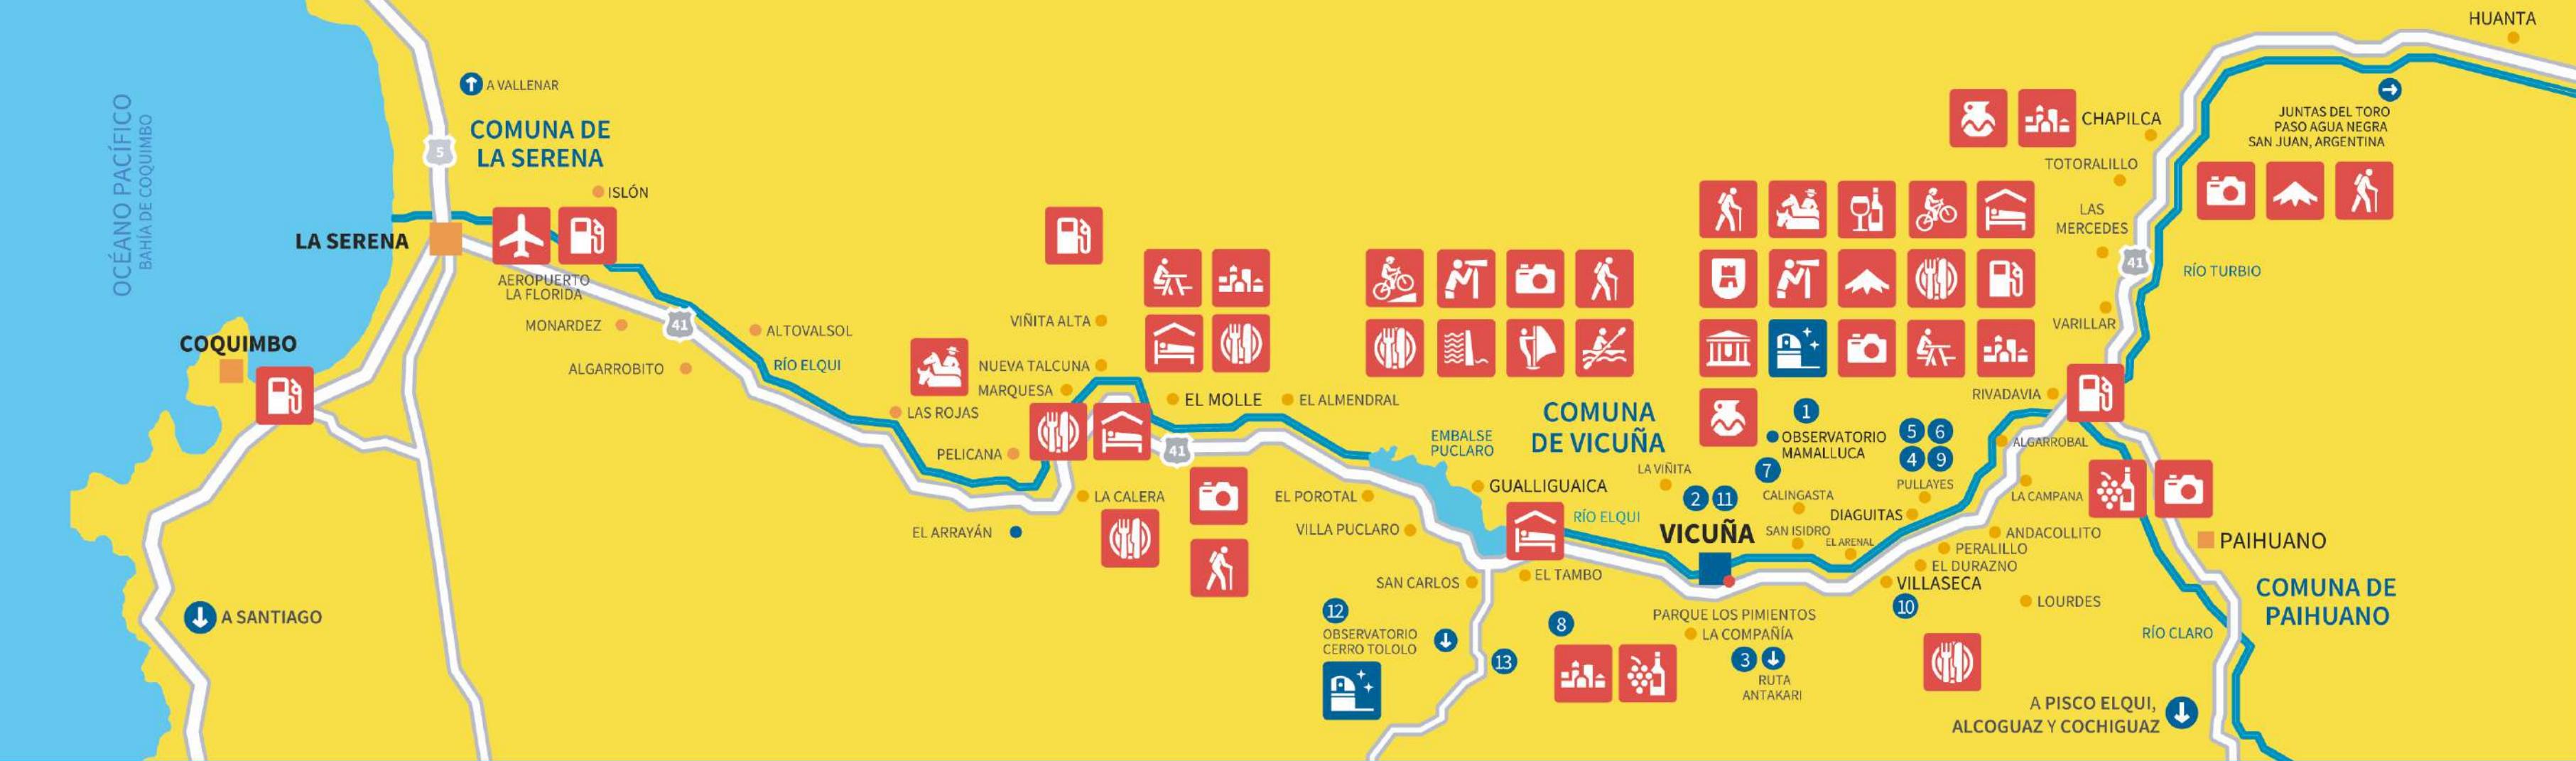 HUANTA
A VALLENAR
OCÉANO PACÍFICO
BAHÍA DE COQUIMBO
COMUNA DE
LA SERENA
5
ISLÓN
LA SERENA
AEROPUERTO
LA FLORIDA
MONARDEZ
41
ALTOVALSOL
COQUIMBO
ALGARROBITO
RÍO ELQUI
A SANTIAGO
LAS ROJAS
PELICANA
EL ARRAYÁN
VIÑITA ALTA
NUEVA TALCUNA
MARQUESA
EL MOLLE
EL ALMENDRAL
41
LA CALERA
EL POROTAL
VILLA PUCLARO
SAN CARLOS
EMBALSE
PUCLARO
COMUNA
DE VICUÑA
GUALLIGUAICA
RÍO ELQUI
EL TAMBO
12
OBSERVATORIO
CERRO TOLOLO
13
8
LA VIÑITA
2 11
VICUÑA
PARQUE LOS PIMIENTOS
LA COMPAÑÍA
3
RUTA
ANTAKARI
1
OBSERVATORIO
MAMALLUCA
7
CALINGASTA
SAN ISIDRO
EL ARENAL
DIAGUITAS
5 6
4 9
PULLAYES
VILLASECA
10
EL DURAZNO
PERALILLO
ANDACOLLITO
LOURDES
LA CAMPANA
ALGARROBAL
RIVADAVIA
VARILLAR
41
LAS
MERCEDES
TOTORALILLO
CHAPILCA
JUNTAS DEL TORO
PASO AGUA NEGRA
SAN JUAN, ARGENTINA
RÍO TURBIO
PAIHUANO
COMUNA DE
PAIHUANO
RÍO CLARO
A PISCO ELQUI,
ALCOGUAZ Y COCHIGUAZ